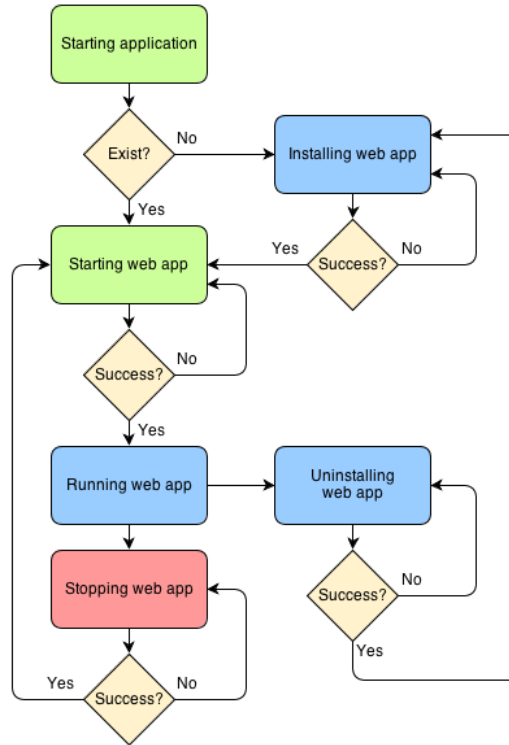 Starting application
No
Exist?
Installing web app
Yes
Starting web app
Yes
Success?
No
Success?
No
Yes
Running web app
Uninstalling
web app
Stopping web app
Success?
No
Yes
Yes
Success?
No